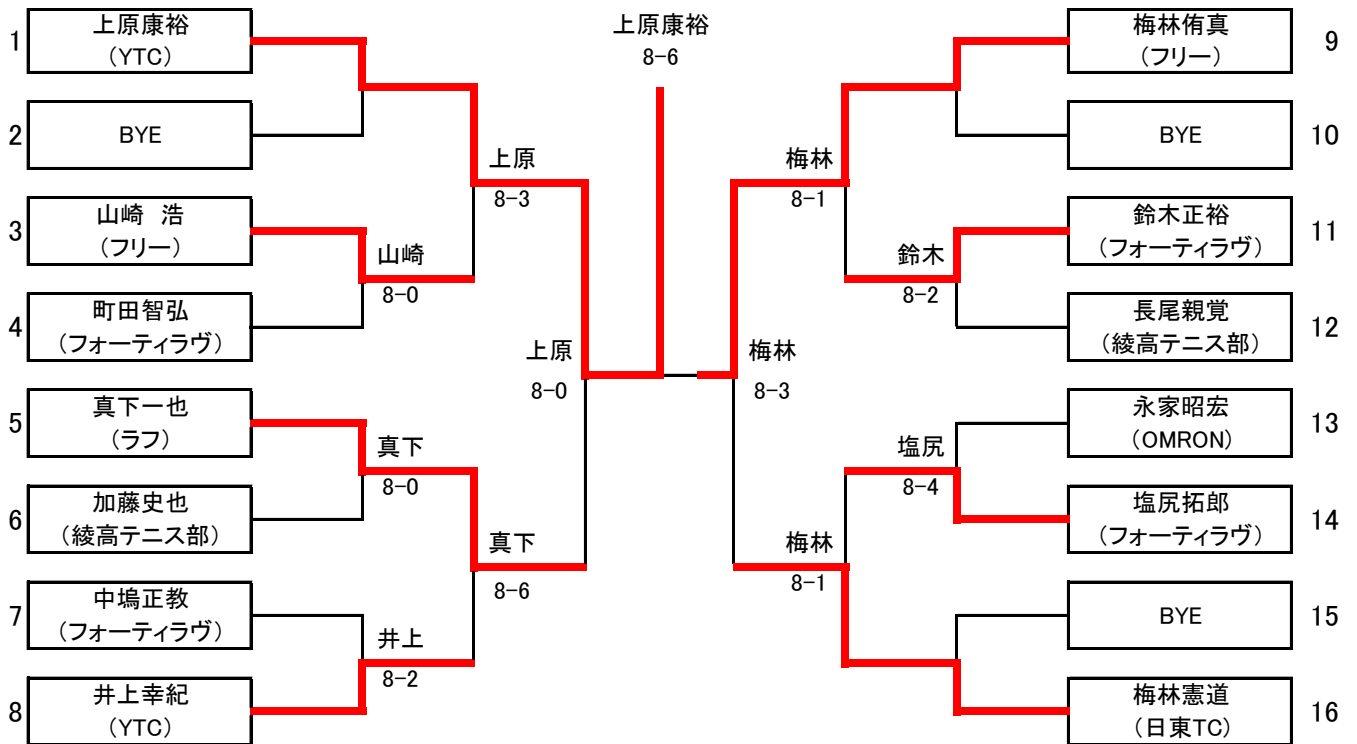 1
上原康裕
(YTC)
2
BYE
3
山崎 浩
(フリー)
4
町田智弘
(フォーティラヴ)
5
真下一也
(ラフ)
6
加藤史也
(綾高テニス部)
7
中塢正教
(フォーティラヴ)
8
井上幸紀
(YTC)
山崎
8-0
真下
8-0
井上
8-2
上原
8-3
真下
8-6
上原
8-0
上原康裕
8-6
梅林
8-3
梅林
8-1
梅林
8-1
鈴木
8-2
塩尻
8-4
梅林侑真
(フリー)
9
BYE
10
鈴木正裕
(フォーティラヴ)
11
長尾親覚
(綾高テニス部)
12
永家昭宏
(OMRON)
13
塩尻拓郎
(フォーティラヴ)
14
BYE
15
梅林憲道
(日東TC)
16